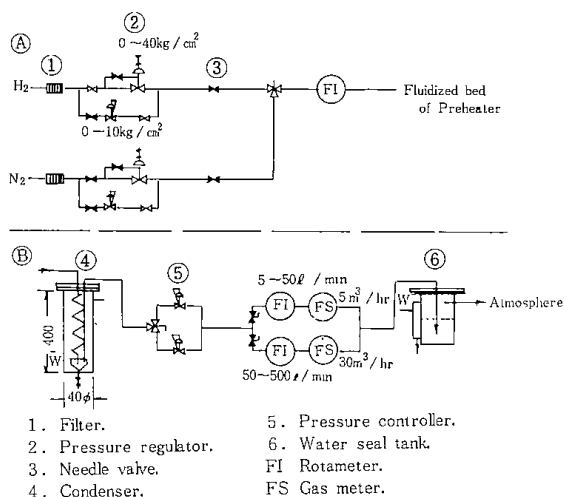 ②
0~40kg/cm²
Ⓐ
①
③
H₂
FI
Fluidized bed
of Preheater
0~10kg/cm²
N₂
Ⓑ
④
⑤
⑥
5~50ℓ/min
5m³/hr
W
FI
FS
Atmosphere
400
W
FI
FS
50~500ℓ/min
30m³/hr
40φ
1. Filter.
2. Pressure regulator.
3. Needle valve.
4. Condenser.
5. Pressure controller.
6. Water seal tank.
FI Rotameter.
FS Gas meter.